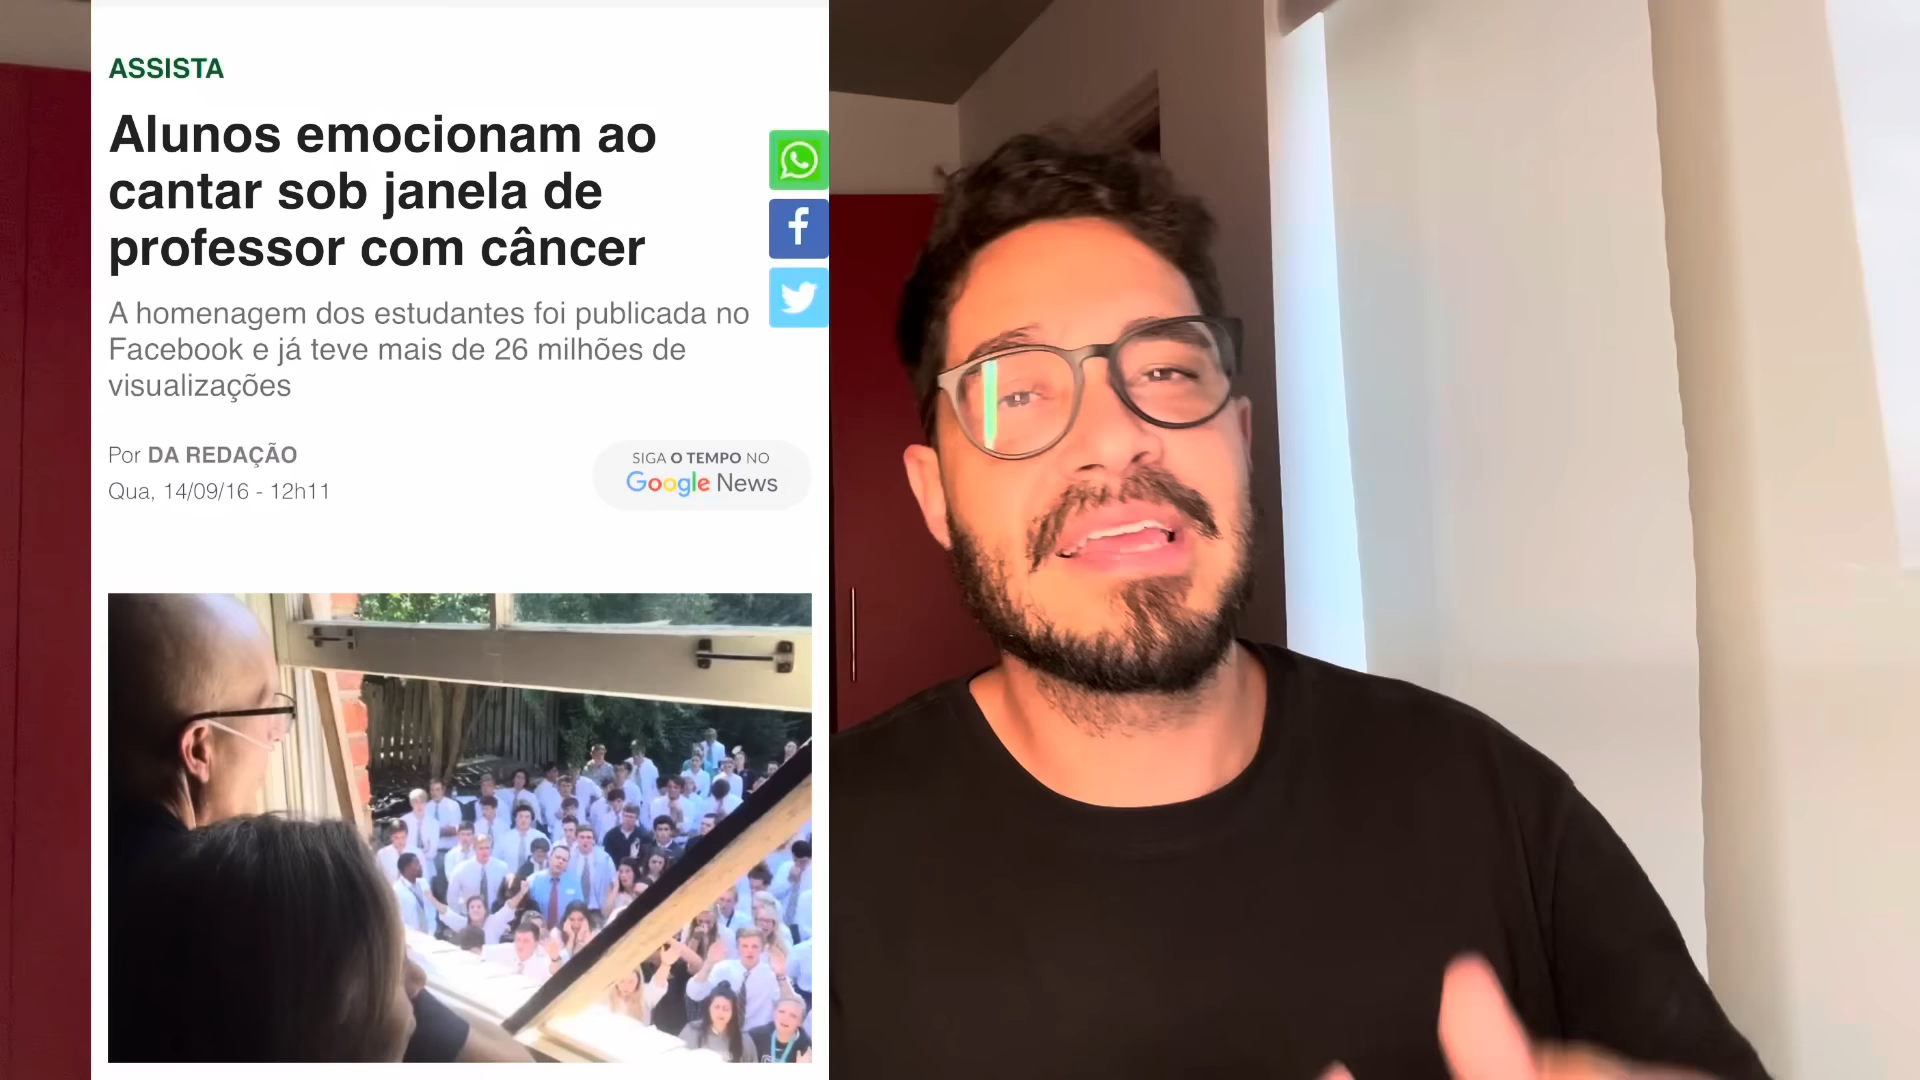 ASSISTA
Alunos emocionam ao
cantar sob janela de
professor com câncer
A homenagem dos estudantes foi publicada no
Facebook e já teve mais de 26 milhões de
visualizações
Por DA REDAÇÃO
Qua, 14/09/16 - 12h11
SIGA O TEMPO NO
Google News